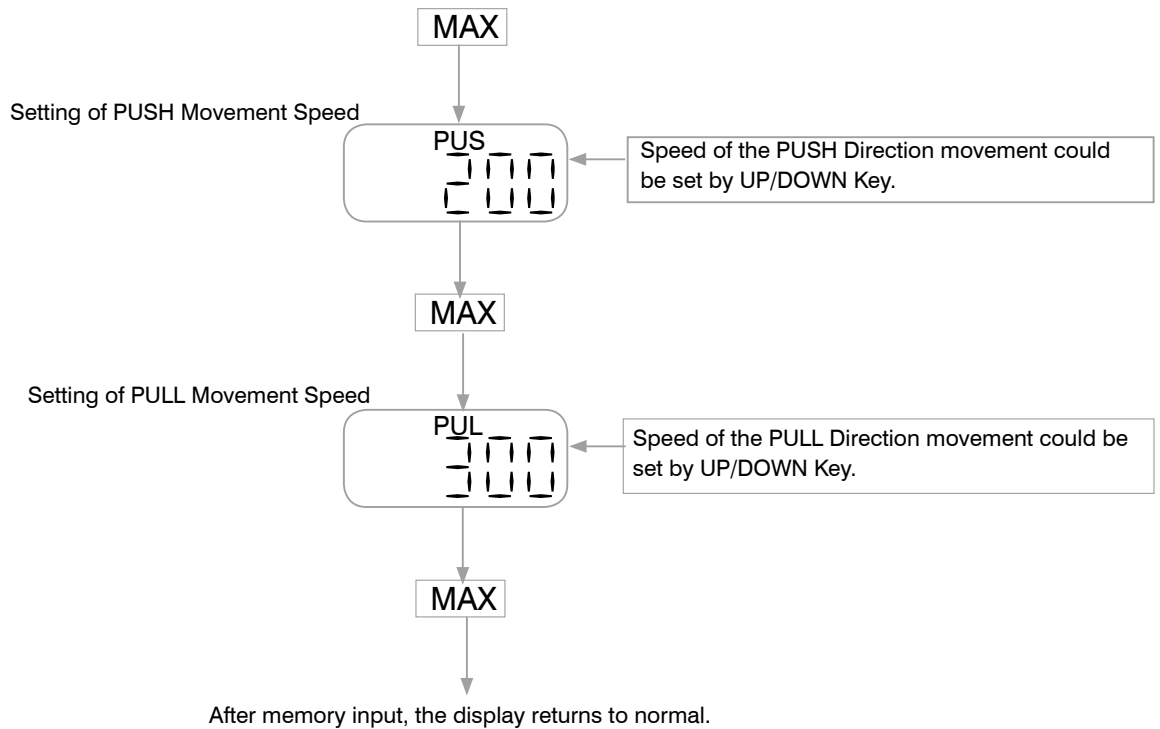 MAX
Setting of PUSH Movement Speed
PUS
200
Speed of the PUSH Direction movement could
be set by UP/DOWN Key.
MAX
Setting of PULL Movement Speed
PUL
300
Speed of the PULL Direction movement could be
set by UP/DOWN Key.
MAX
After memory input, the display returns to normal.